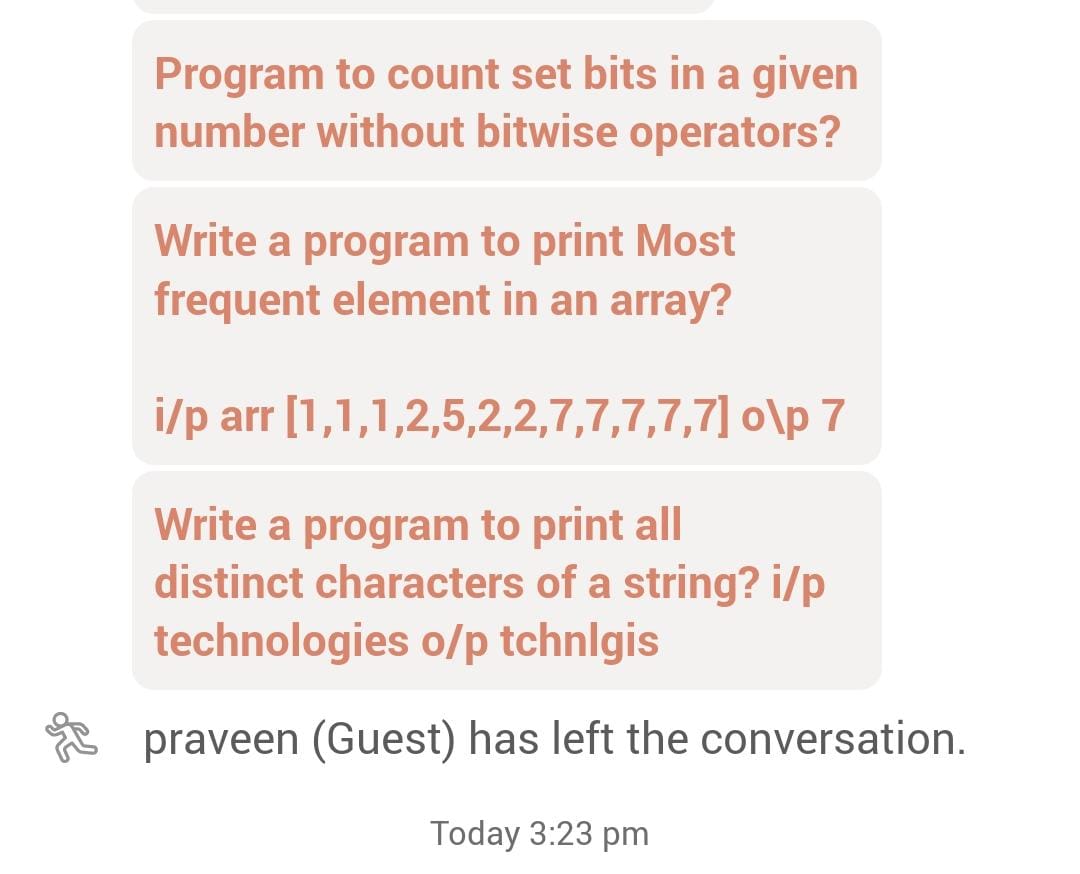 Program to count set bits in a given
number without bitwise operators?
Write a program to print Most
frequent element in an array?
i/p arr [1,1,1,2,5,2,2,7,7,7,7,7] o\p 7
Write a program to print all
distinct characters of a string? i/p
technologies o/p tchnlgis
praveen (Guest) has left the conversation.
Today 3:23 pm